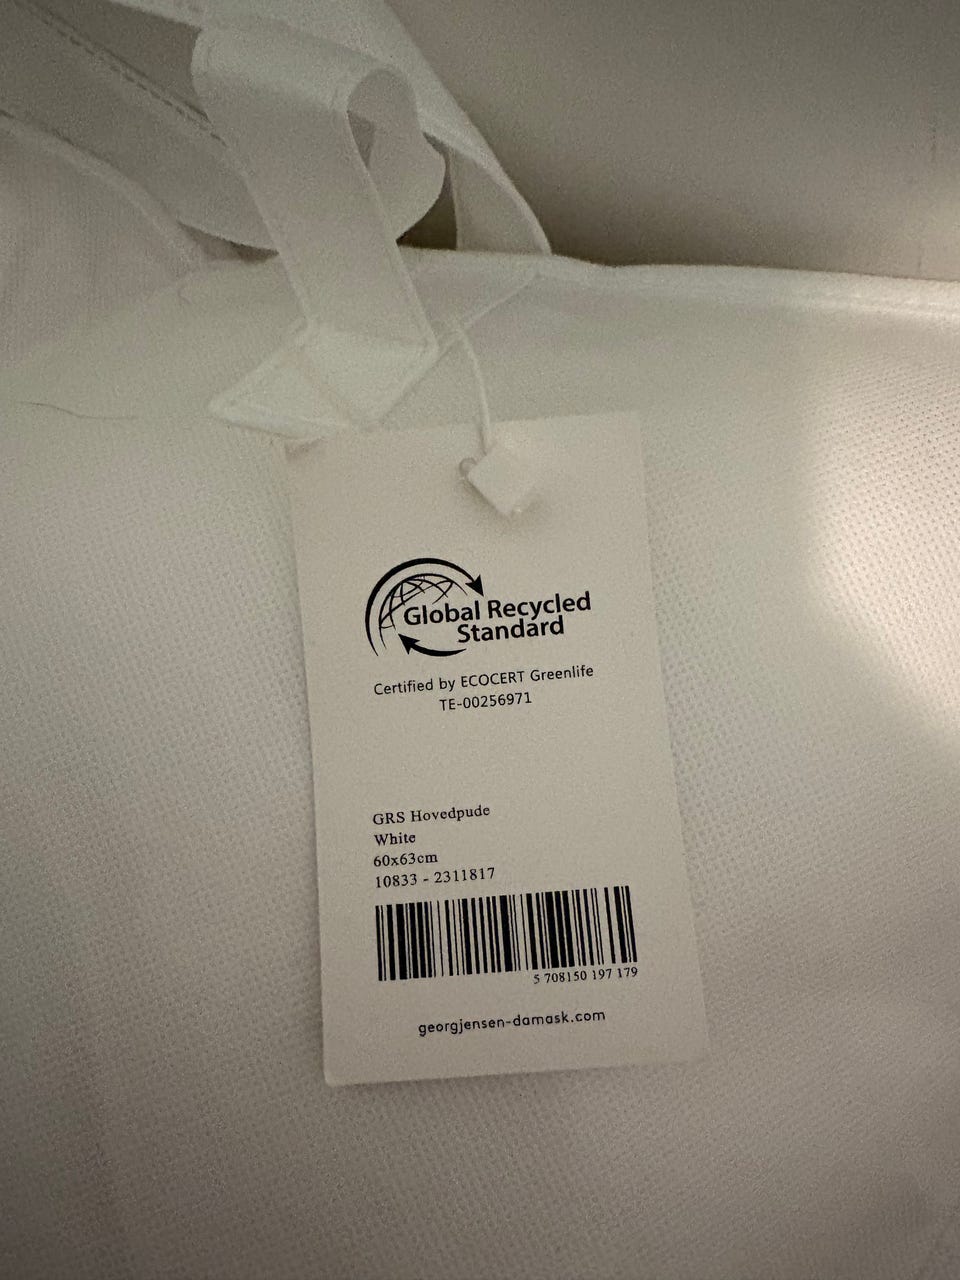 Global Recycled
Standard
Certified by ECOCERT Greenlife
TE-00256971
GRS Hovedpude
White
60x63cm
10833 - 2311817
5 708150 197 179
georgjensen-damask.com